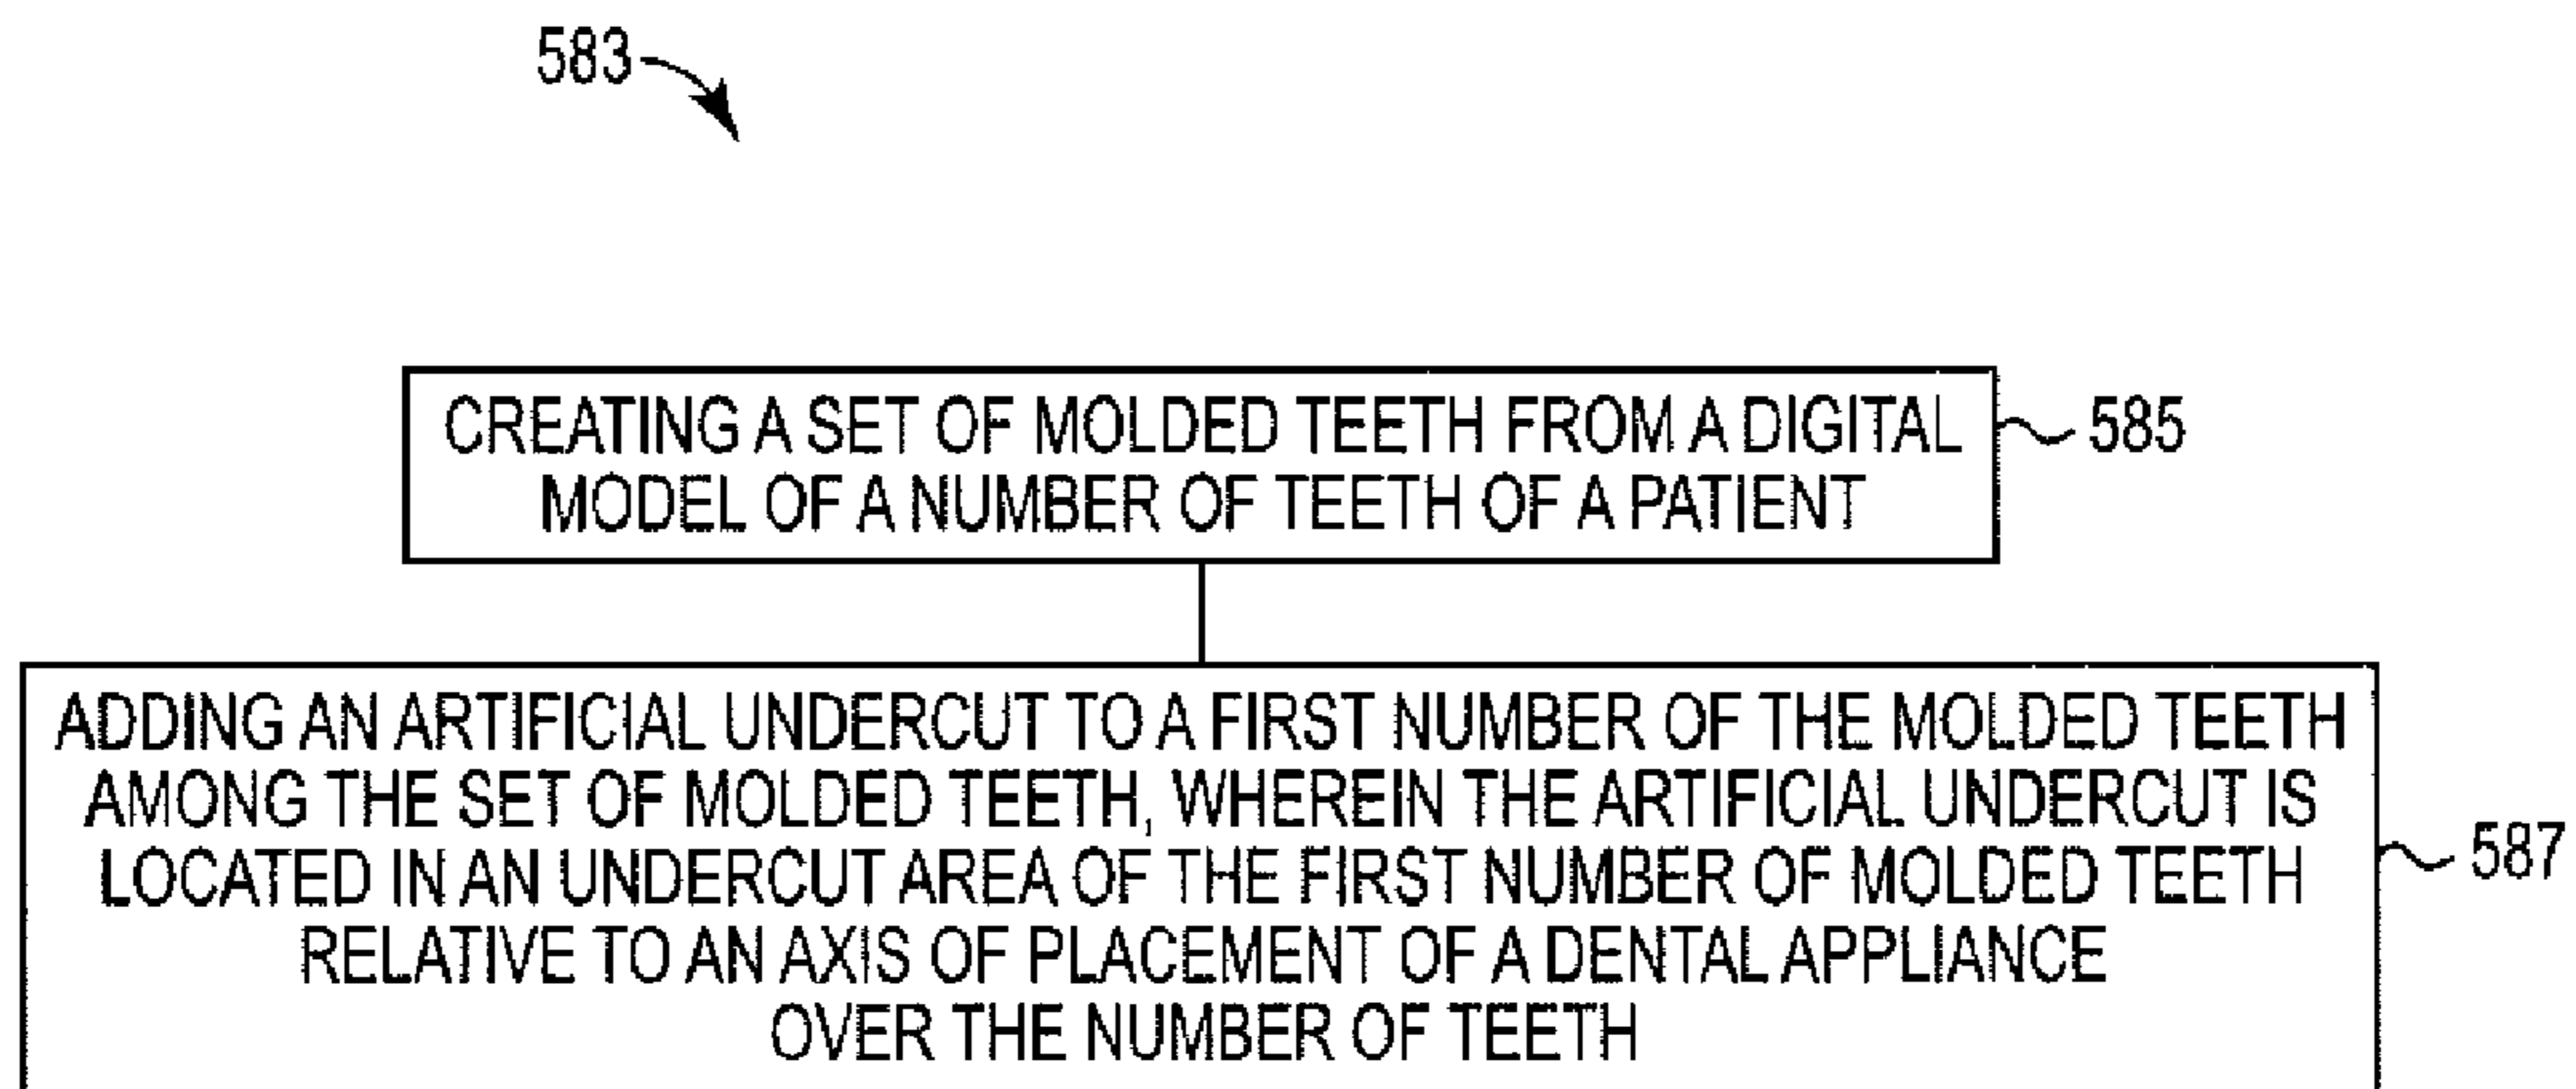 583
CREATING A SET OF MOLDED TEETH FROM A DIGITAL
MODEL OF A NUMBER OF TEETH OF A PATIENT
585
ADDING AN ARTIFICIAL UNDERCUT TO A FIRST NUMBER OF THE MOLDED TEETH
AMONG THE SET OF MOLDED TEETH, WHEREIN THE ARTIFICIAL UNDERCUT IS
LOCATED IN AN UNDERCUT AREA OF THE FIRST NUMBER OF MOLDED TEETH
RELATIVE TO AN AXIS OF PLACEMENT OF A DENTAL APPLIANCE
OVER THE NUMBER OF TEETH
587